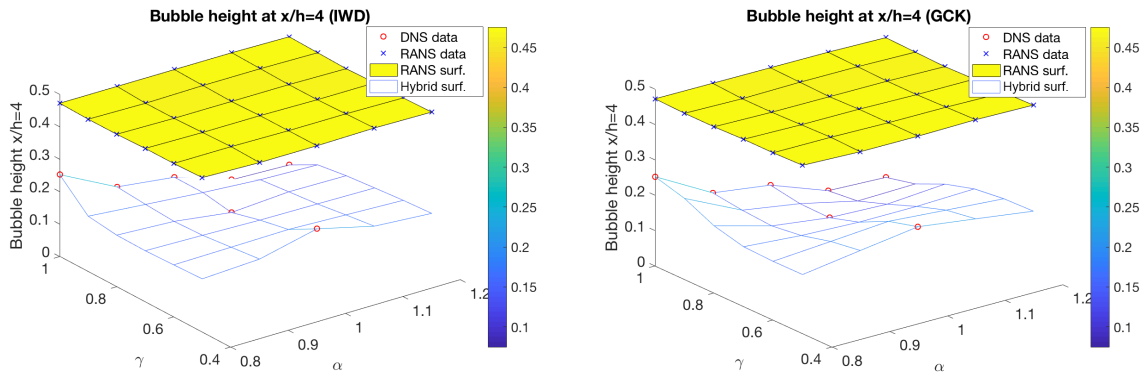 Bubble height at x/h=4 (IWD)
DNS data
RANS data
RANS surf.
Hybrid surf.
Bubble height x/h=4
0.5
0.4
0.3
0.2
0.1
0
1
0.8
0.6
0.4
γ
0.8
0.9
1
1.1
1.2
α
0.45
0.4
0.35
0.3
0.25
0.2
0.15
0.1
Bubble height at x/h=4 (GCK)
DNS data
RANS data
RANS surf.
Hybrid surf.
Bubble height x/h=4
0.5
0.4
0.3
0.2
0.1
0
1
0.8
0.6
0.4
γ
0.8
0.9
1
1.1
1.2
α
0.45
0.4
0.35
0.3
0.25
0.2
0.15
0.1